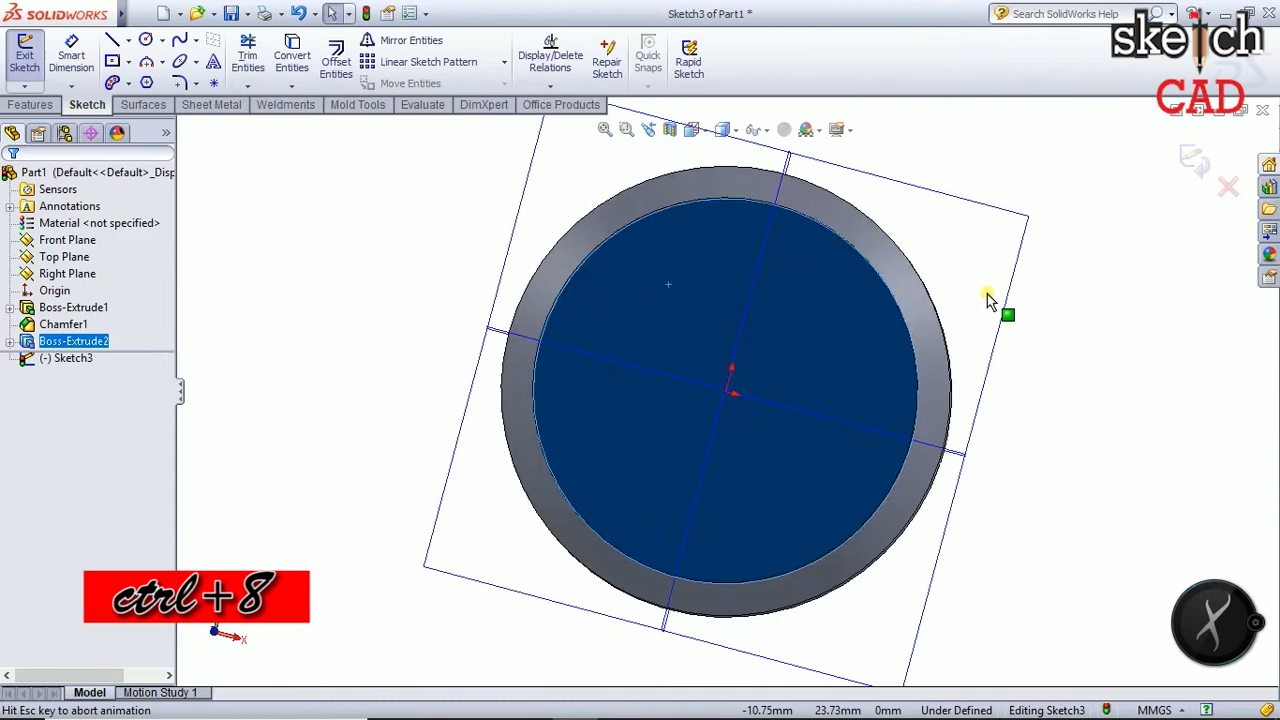 SOLIDWORKS
Sketch3 of Part1 *
Search SolidWorks Help
sketch
CAD
Exit
Sketch
Smart
Dimension
Trim
Entities
Convert
Entities
Offset
Entities
Mirror Entities
Linear Sketch Pattern
Move Entities
Display/Delete
Relations
Repair
Sketch
Quick
Snaps
Rapid
Sketch
Features
Sketch
Surfaces
Sheet Metal
Weldments
Mold Tools
Evaluate
DimXpert
Office Products
Part1 (Default<<Default>_Disp
Sensors
Annotations
Material <not specified>
Front Plane
Top Plane
Right Plane
Origin
Boss-Extrude1
Chamfer1
Boss-Extrude2
(-) Sketch3
ctrl+8
X
Model
Motion Study 1
Hit Esc key to abort animation
-10.75mm
23.73mm
0mm
Under Defined
Editing Sketch3
MMGS